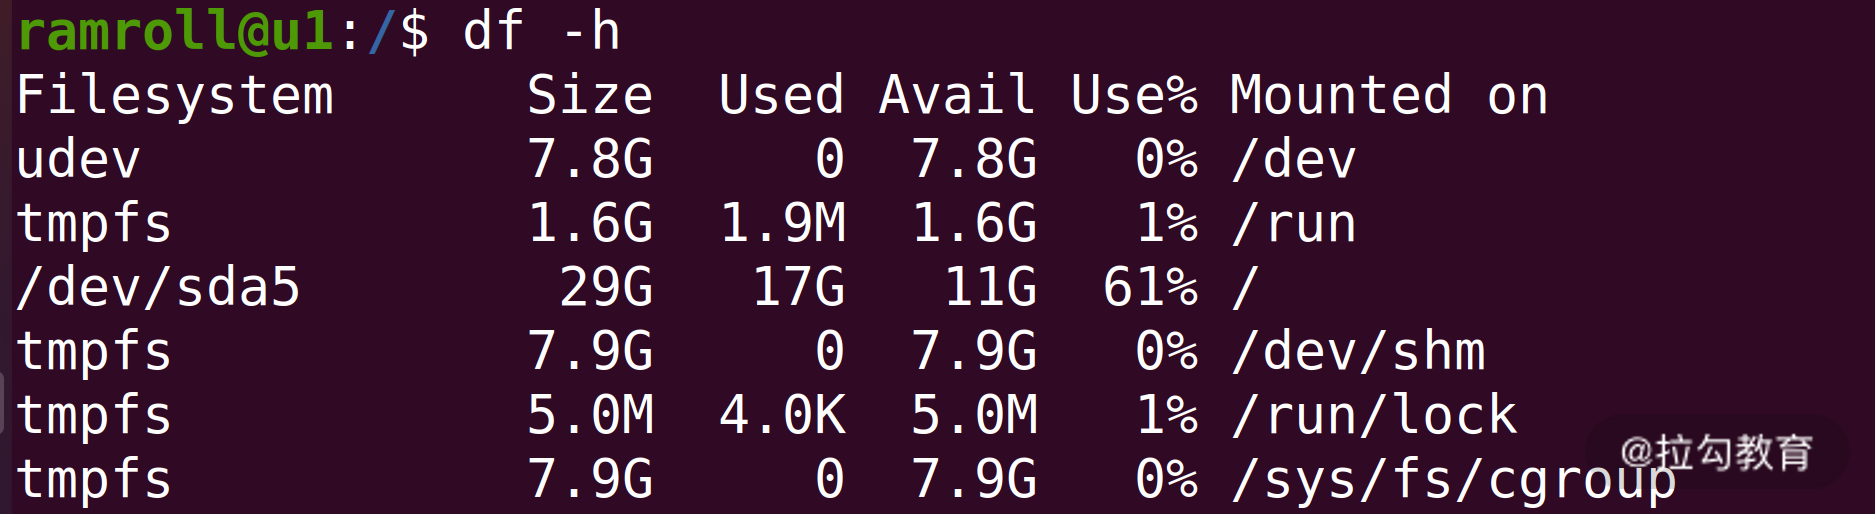 ramroll@u1:/$ df -h
Filesystem      Size  Used Avail Use% Mounted on
udev            7.8G     0  7.8G   0% /dev
tmpfs           1.6G  1.9M  1.6G   1% /run
/dev/sda5        29G   17G   11G  61% /
tmpfs           7.9G     0  7.9G   0% /dev/shm
tmpfs           5.0M  4.0K  5.0M   1% /run/lock
tmpfs           7.9G     0  7.9G   0% /sys/fs/cgroup
@拉勾教育